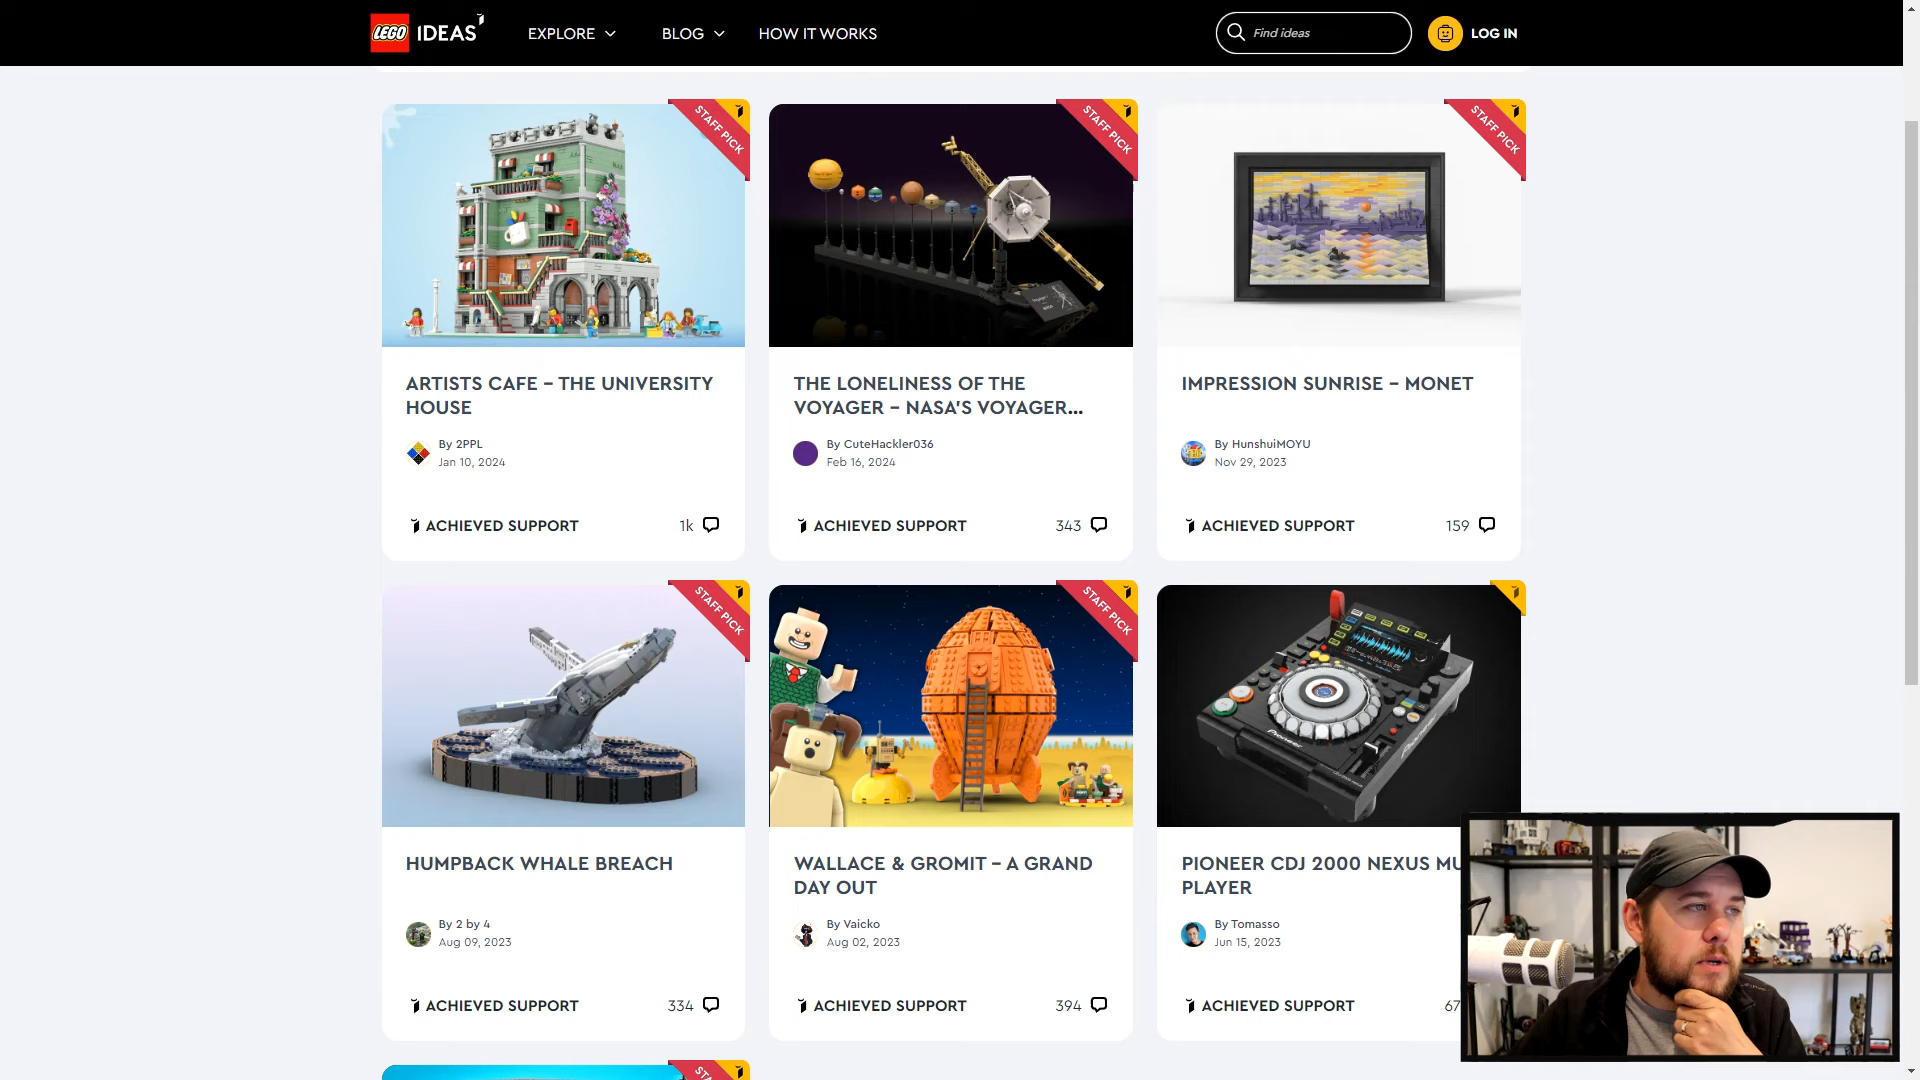 LEGO IDEAS EXPLORE BLOG HOW IT WORKS Find ideas LOG IN
STAFF PICK
STAFF PICK
STAFF PICK
ARTISTS CAFE – THE UNIVERSITY
HOUSE
By 2PPL
Jan 10, 2024
ACHIEVED SUPPORT 1k
THE LONELINESS OF THE
VOYAGER – NASA'S VOYAGER...
By CuteHackler036
Feb 16, 2024
ACHIEVED SUPPORT 343
IMPRESSION SUNRISE – MONET
By HunshuiMOYU
Nov 29, 2023
ACHIEVED SUPPORT 159
STAFF PICK
STAFF PICK
Pioneer
HUMPBACK WHALE BREACH
By 2 by 4
Aug 09, 2023
ACHIEVED SUPPORT 334
WALLACE & GROMIT – A GRAND
DAY OUT
By Vaicko
Aug 02, 2023
ACHIEVED SUPPORT 394
PIONEER CDJ 2000 NEXUS MU
PLAYER
By Tomasso
Jun 15, 2023
ACHIEVED SUPPORT 67
STA